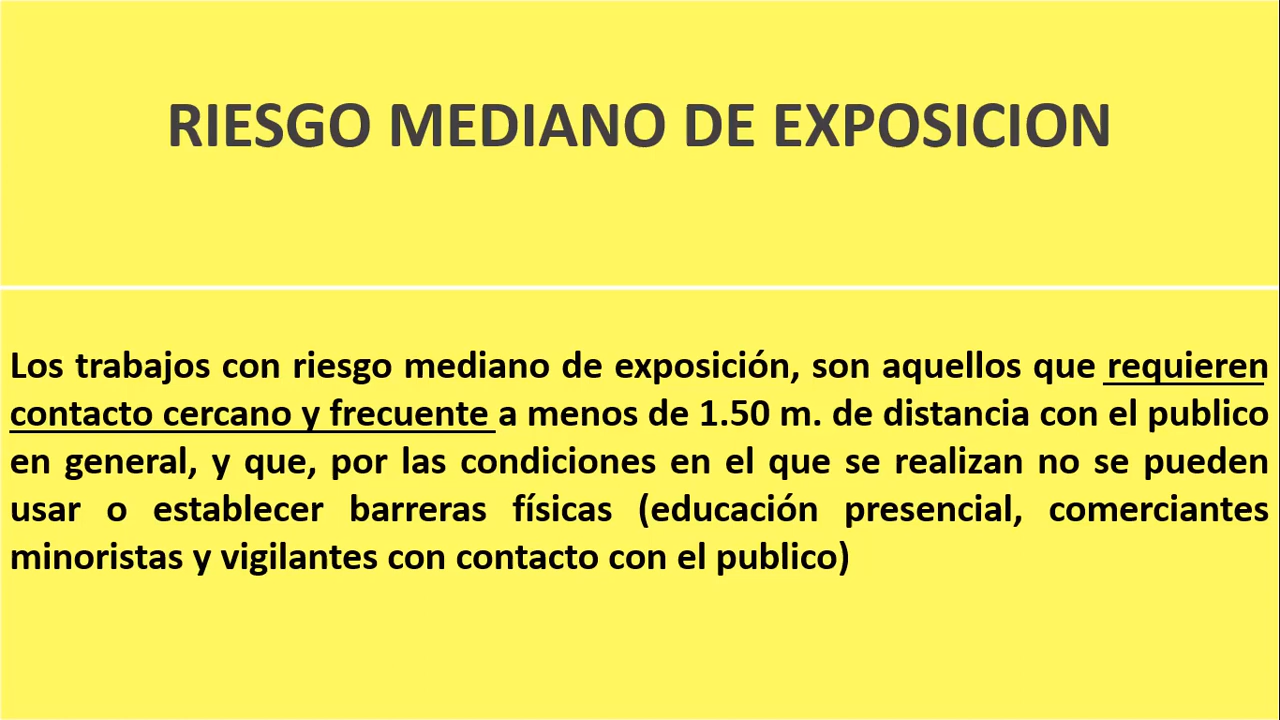 RIESGO MEDIANO DE EXPOSICION
Los trabajos con riesgo mediano de exposición, son aquellos que requieren
contacto cercano y frecuente a menos de 1.50 m. de distancia con el publico
en general, y que, por las condiciones en el que se realizan no se pueden
usar o establecer barreras físicas (educación presencial, comerciantes
minoristas y vigilantes con contacto con el publico)